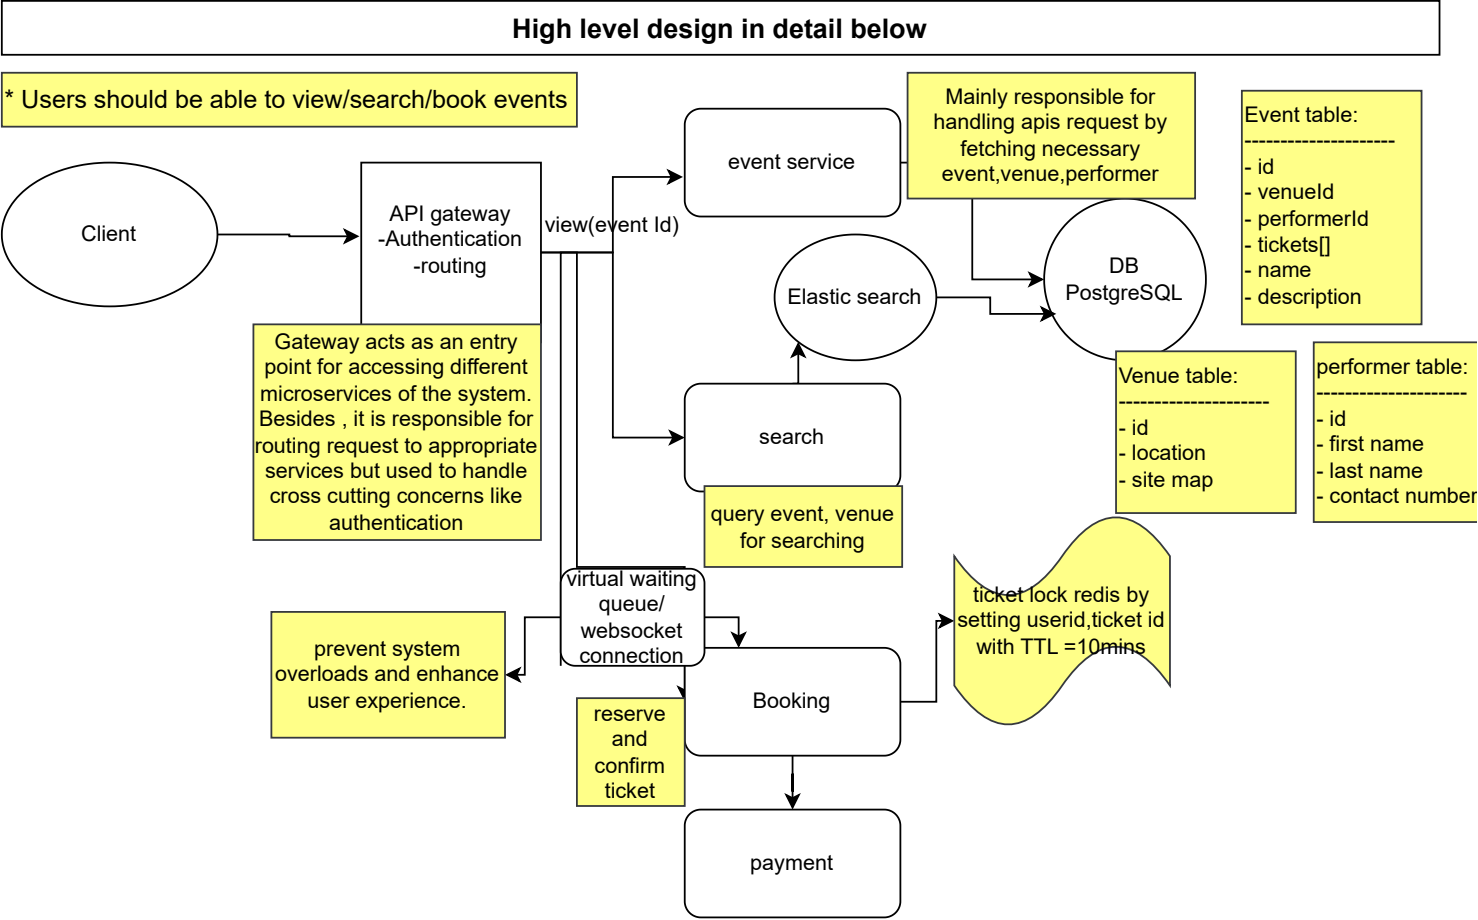 High level design in detail below
* Users should be able to view/search/book events
Mainly responsible for
handling apis request by
fetching necessary
event,venue,performer
Event table:
---------------------
- id
- venueId
- performerId
- tickets[]
- name
- description
event service
Client
API gateway
-Authentication
-routing
view(event Id)
DB
PostgreSQL
Elastic search
Gateway acts as an entry
point for accessing different
microservices of the system.
Besides , it is responsible for
routing request to appropriate
services but used to handle
cross cutting concerns like
authentication
Venue table:
---------------------
- id
- location
- site map
performer table:
---------------------
- id
- first name
- last name
- contact number
search
query event, venue
for searching
virtual waiting
queue/
websocket
connection
ticket lock redis by
setting userid,ticket id
with TTL =10mins
prevent system
overloads and enhance
user experience.
Booking
reserve
and
confirm
ticket
payment